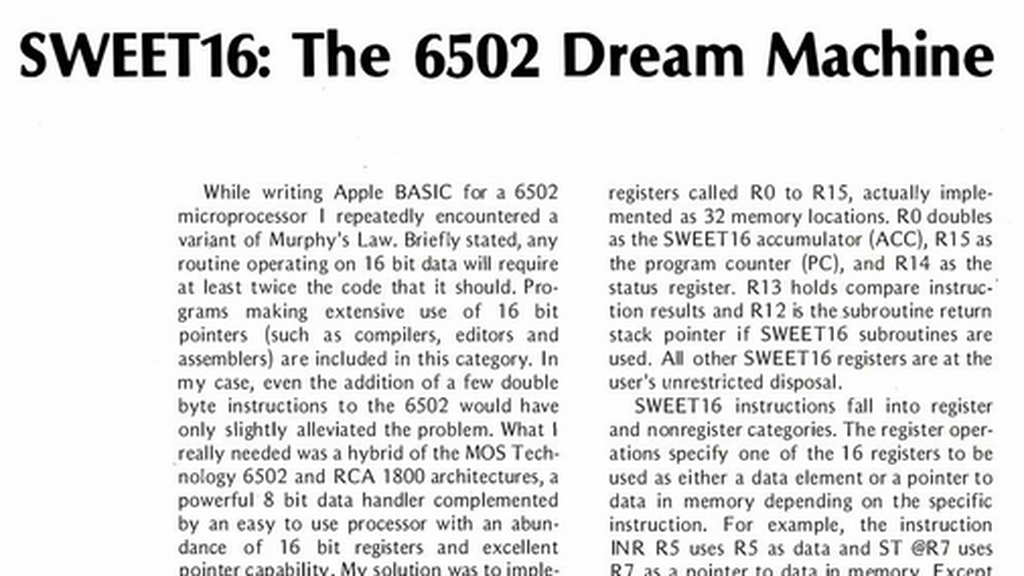 SWEET16: The 6502 Dream Machine
While writing Apple BASIC for a 6502
microprocessor I repeatedly encountered a
variant of Murphy's Law. Briefly stated, any
routine operating on 16 bit data will require
at least twice the code that it should. Pro-
grams making extensive use of 16 bit
pointers (such as compilers, editors and
assemblers) are included in this category. In
my case, even the addition of a few double
byte instructions to the 6502 would have
only slightly alleviated the problem. What I
really needed was a hybrid of the MOS Tech-
nology 6502 and RCA 1800 architectures, a
powerful 8 bit data handler complemented
by an easy to use processor with an abun-
dance of 16 bit registers and excellent
pointer capability. My solution was to imple-
registers called R0 to R15, actually imple-
mented as 32 memory locations. R0 doubles
as the SWEET16 accumulator (ACC), R15 as
the program counter (PC), and R14 as the
status register. R13 holds compare instruc-
tion results and R12 is the subroutine return
stack pointer if SWEET16 subroutines are
used. All other SWEET16 registers are at the
user's unrestricted disposal.
SWEET16 instructions fall into register
and nonregister categories. The register oper-
ations specify one of the 16 registers to be
used as either a data element or a pointer to
data in memory depending on the specific
instruction. For example, the instruction
INR R5 uses R5 as data and ST @R7 uses
R7 as a pointer to data in memory. Except